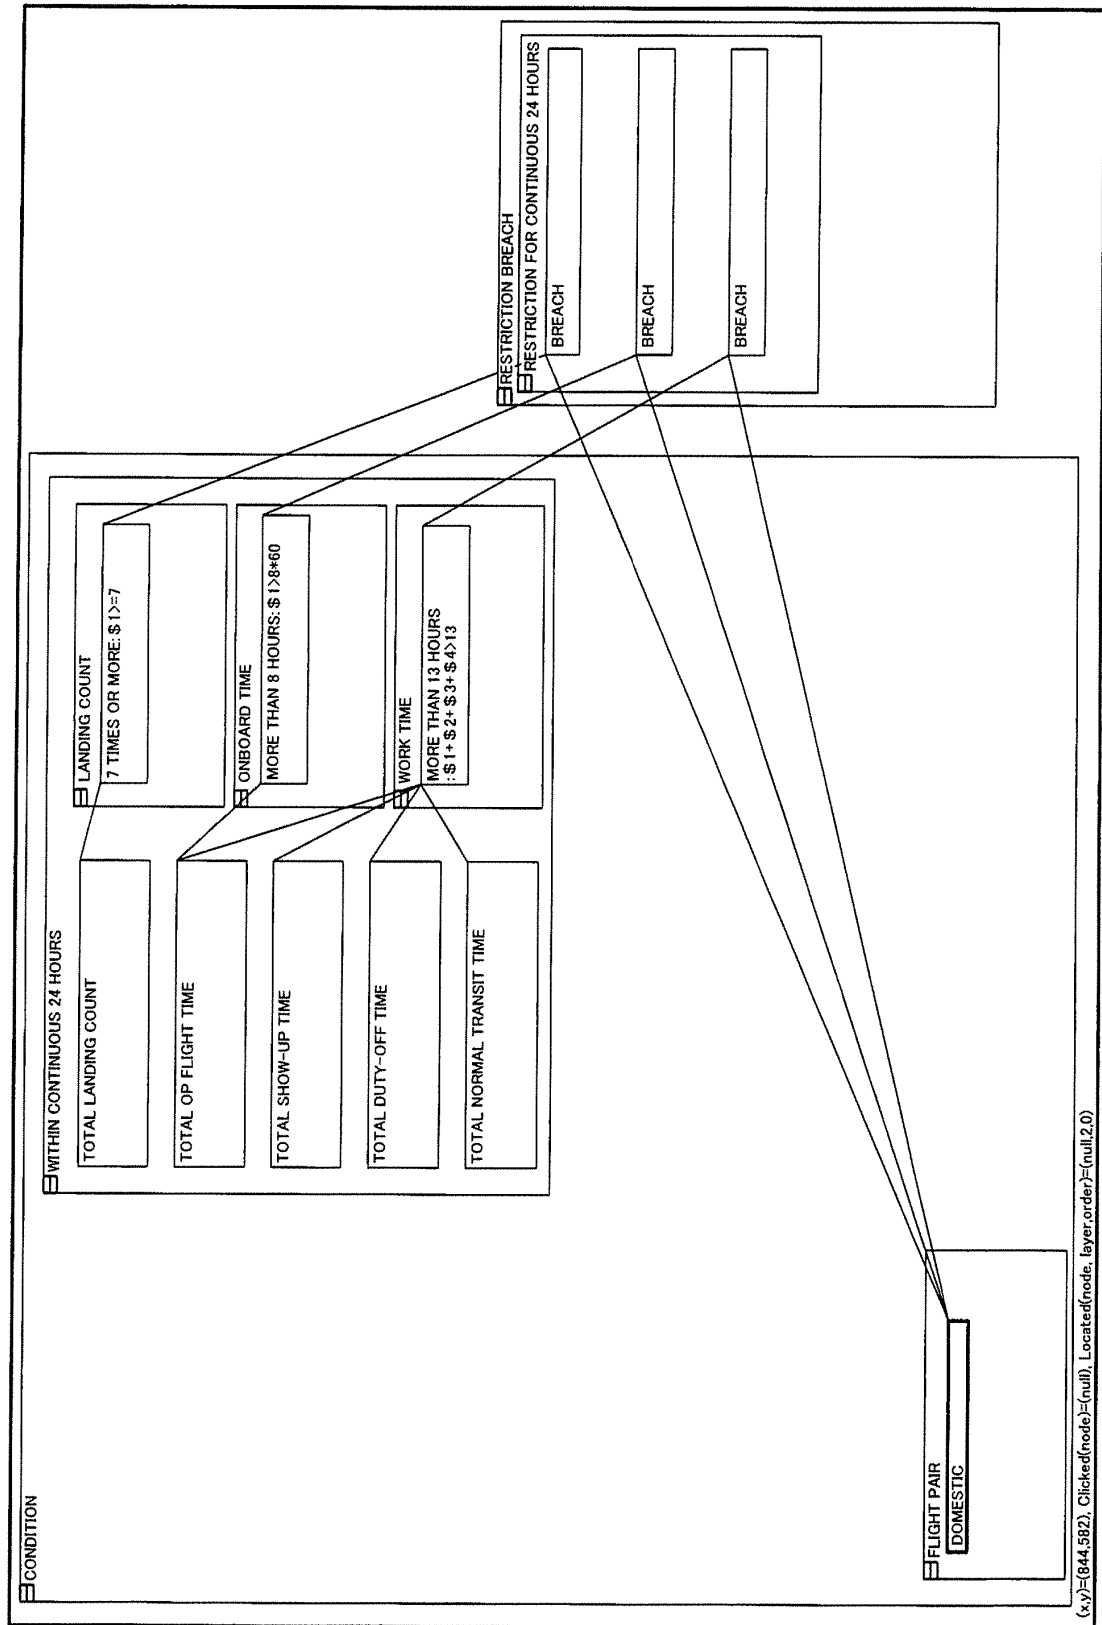 CONDITION
WITHIN CONTINUOUS 24 HOURS
TOTAL LANDING COUNT
TOTAL OP FLIGHT TIME
TOTAL SHOW-UP TIME
TOTAL DUTY-OFF TIME
TOTAL NORMAL TRANSIT TIME
LANDING COUNT
7 TIMES OR MORE: $1>=7
ONBOARD TIME
MORE THAN 8 HOURS: $1>8*60
WORK TIME
MORE THAN 13 HOURS
: $1+ $2+ $3+ $4>13
FLIGHT PAIR
DOMESTIC
RESTRICTION BREACH
RESTRICTION FOR CONTINUOUS 24 HOURS
BREACH
BREACH
BREACH
(x,y)=(844,582), Clicked(node)=(null), Located(node, layer,order)=(null,2,0)